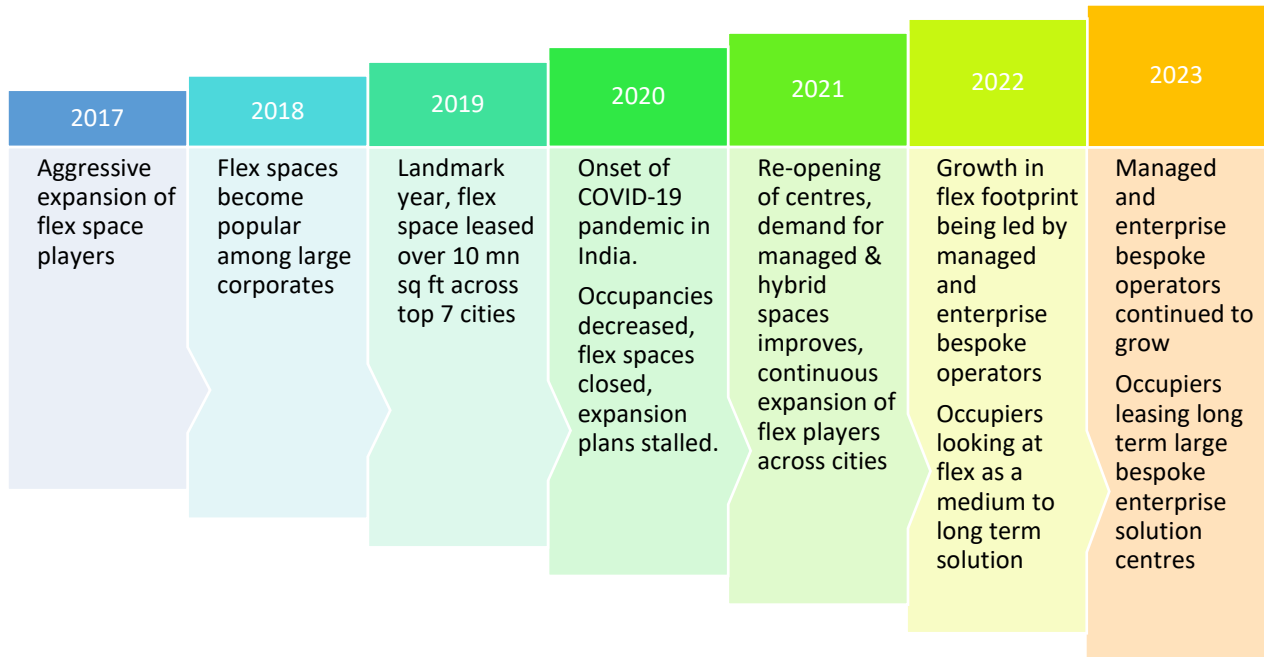 2017
Aggressive
expansion of
flex space
players
2018
Flex spaces
become
popular
among large
corporates
2019
Landmark
year, flex
space leased
over 10 mn
sq ft across
top 7 cities
2020
Onset of
COVID-19
pandemic in
India.
Occupancies
decreased,
flex spaces
closed,
expansion
plans stalled.
2021
Re-opening
of centres,
demand for
managed &
hybrid
spaces
improves,
continuous
expansion of
flex players
across cities
2022
Growth in
flex footprint
being led by
managed
and
enterprise
bespoke
operators
Occupiers
looking at
flex as a
medium to
long term
solution
2023
Managed
and
enterprise
bespoke
operators
continued to
grow
Occupiers
leasing long
term large
bespoke
enterprise
solution
centres